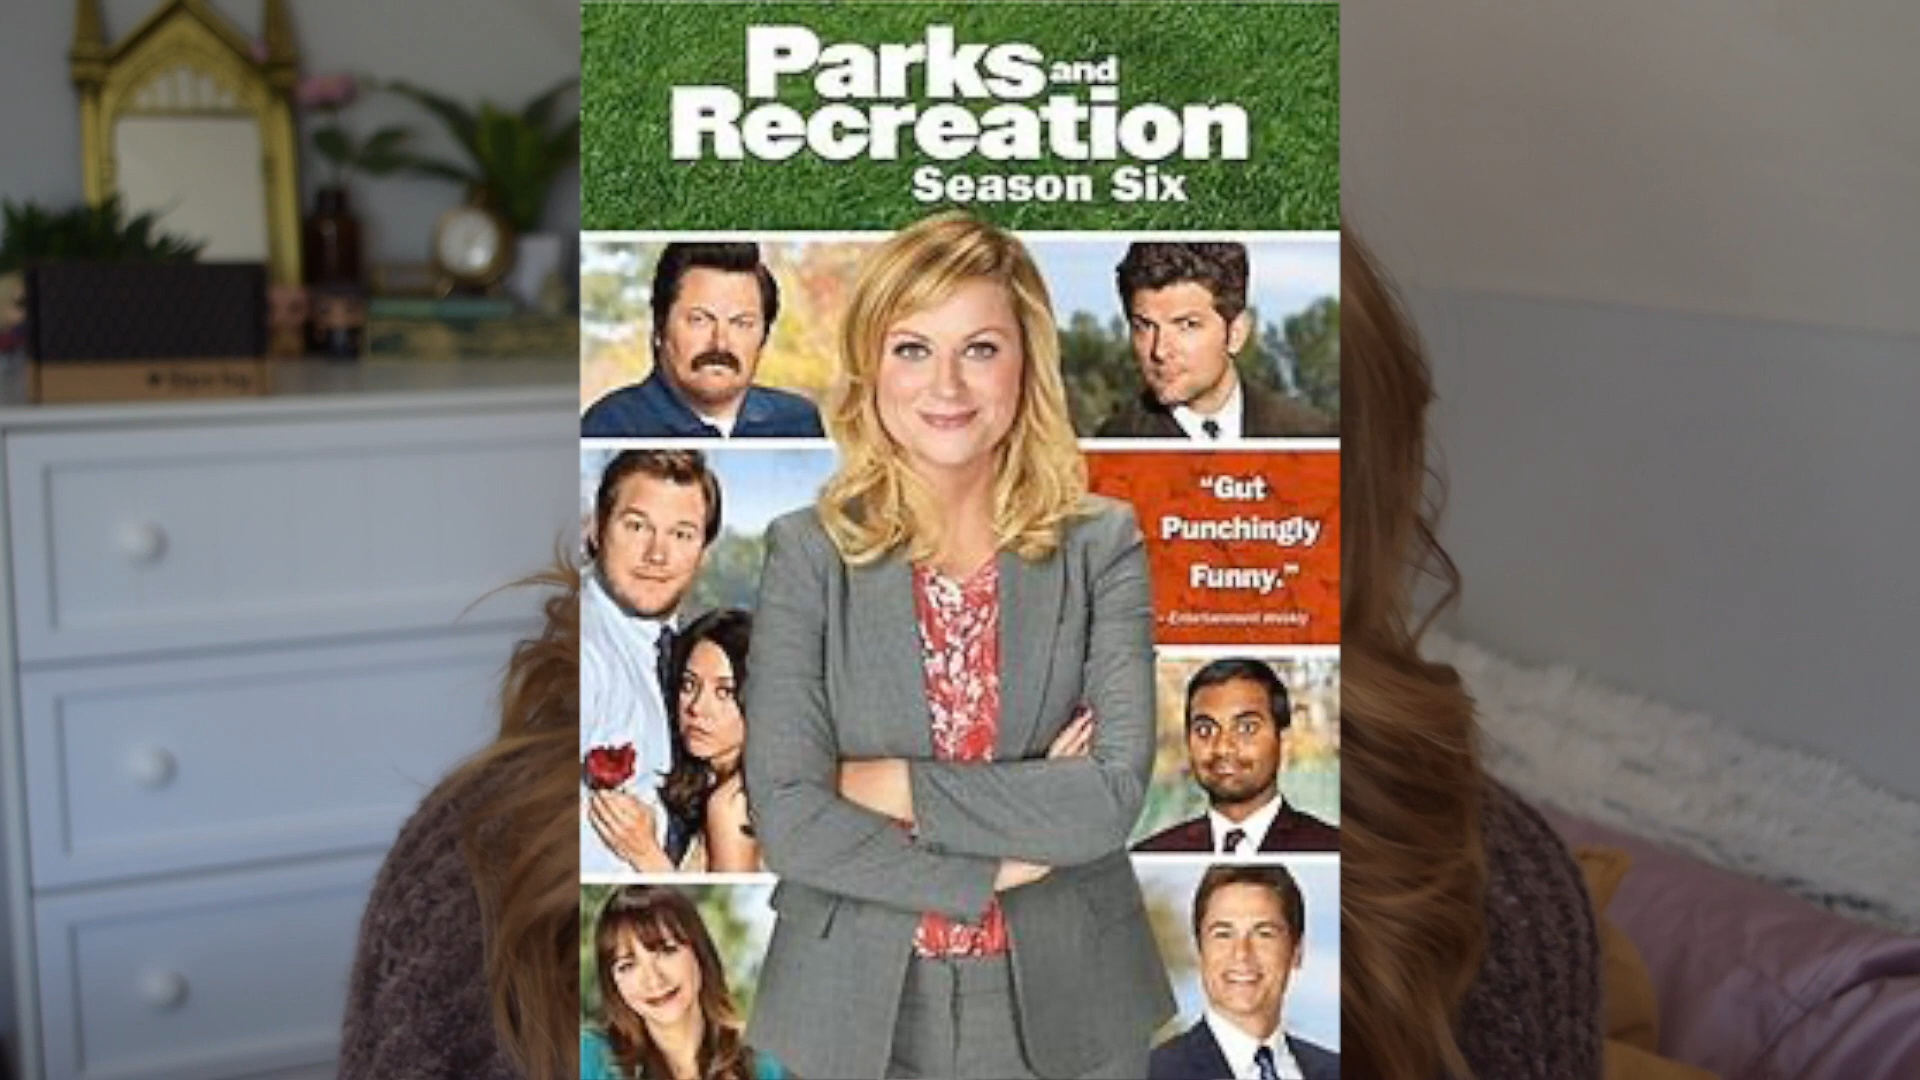 Parks and
Recreation
Season Six
“Gut
Punchingly
Funny.”
- Entertainment Weekly